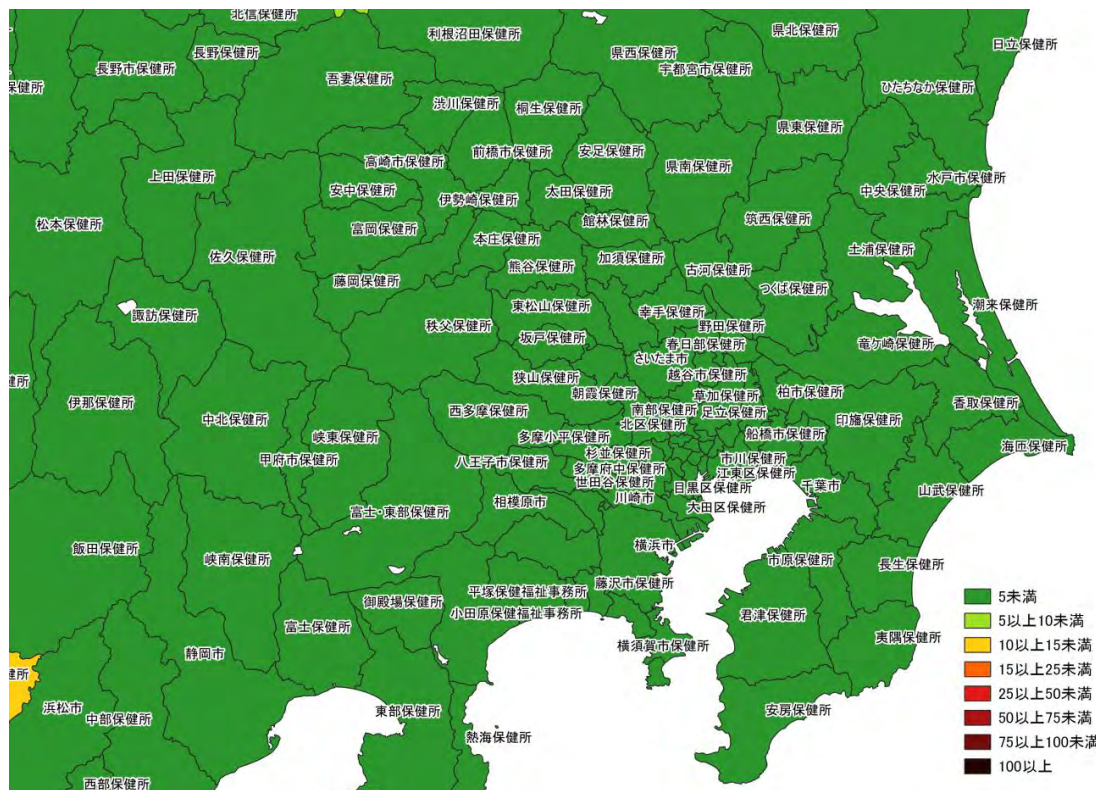 北信保健所
利根沼田保健所
県北保健所
県西保健所
日立保健所
長野保健所
長野市保健所
宇都宮市保健所
吾妻保健所
保健所
ひたちなか保健所
渋川保健所
桐生保健所
県東保健所
前橋市保健所
安足保健所
高崎市保健所
県南保健所
上田保健所
水戸市保健所
安中保健所
太田保健所
中央保健所
伊勢崎保健所
松本保健所
館林保健所
筑西保健所
富岡保健所
本庄保健所
土浦保健所
佐久保健所
加須保健所
熊谷保健所
古河保健所
藤岡保健所
つくば保健所
東松山保健所
潮来保健所
諏訪保健所
幸手保健所
秩父保健所
野田保健所
坂戸保健所
春日部保健所
竜ケ崎保健所
さいたま市
越谷市保健所
狭山保健所
健所
朝霞保健所
柏市保健所
草加保健所
伊那保健所
香取保健所
西多摩保健所
南部保健所
足立保健所
中北保健所
印旛保健所
北区保健所
峡東保健所
多摩小平保健所
船橋市保健所
海匝保健所
杉並保健所
甲府市保健所
八王子市保健所
市川保健所
多摩府中保健所
江東区保健所
世田谷保健所
千葉市
目黒区保健所
山武保健所
川崎市
相模原市
大田区保健所
富士・東部保健所
横浜市
飯田保健所
峡南保健所
市原保健所
長生保健所
藤沢市保健所
平塚保健福祉事務所
御殿場保健所
小田原保健福祉事務所
君津保健所
富士保健所
夷隅保健所
横須賀市保健所
静岡市
健所
浜松市
中部保健所
東部保健所
安房保健所
熱海保健所
西部保健所
5未満
5以上10未満
10以上15未満
15以上25未満
25以上50未満
50以上75未満
75以上100未満
100以上